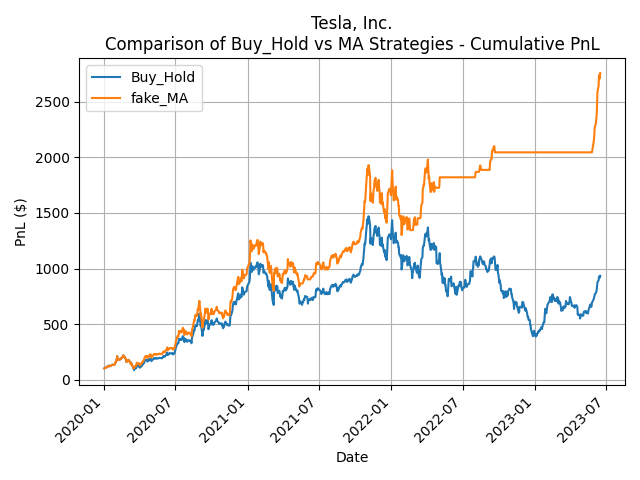 Tesla, Inc.
Comparison of Buy_Hold vs MA Strategies - Cumulative PnL
Buy_Hold
fake_MA
PnL ($)
2500
2000
1500
1000
500
0
2020-01
2020-07
2021-01
2021-07
2022-01
2022-07
2023-01
2023-07
Date